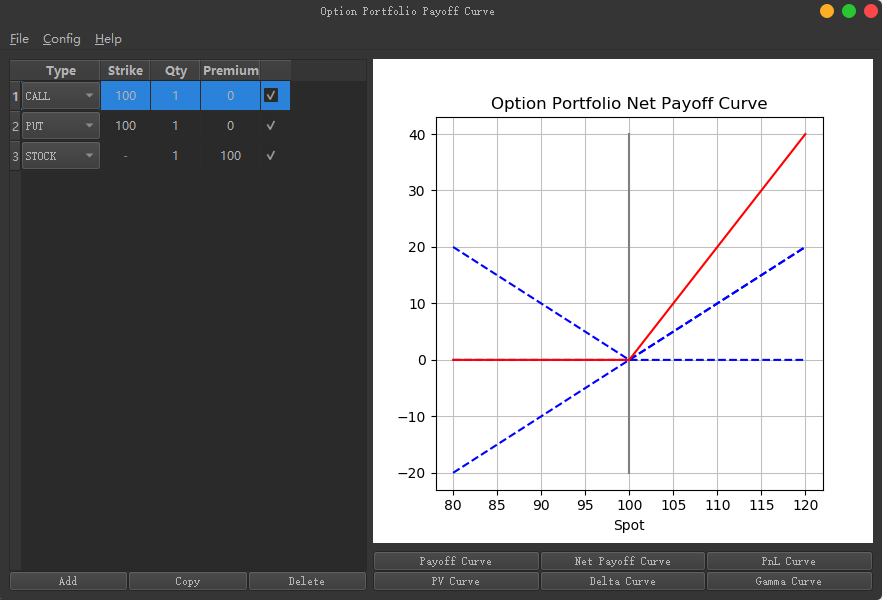 Option Portfolio Payoff Curve
File Config Help
Type Strike Qty Premium
1 CALL 100 1 0
2 PUT 100 1 0
3 STOCK - 1 100
Add Copy Delete
Option Portfolio Net Payoff Curve
40
30
20
10
0
−10
−20
80 85 90 95 100 105 110 115 120
Spot
Payoff Curve Net Payoff Curve PnL Curve
PV Curve Delta Curve Gamma Curve